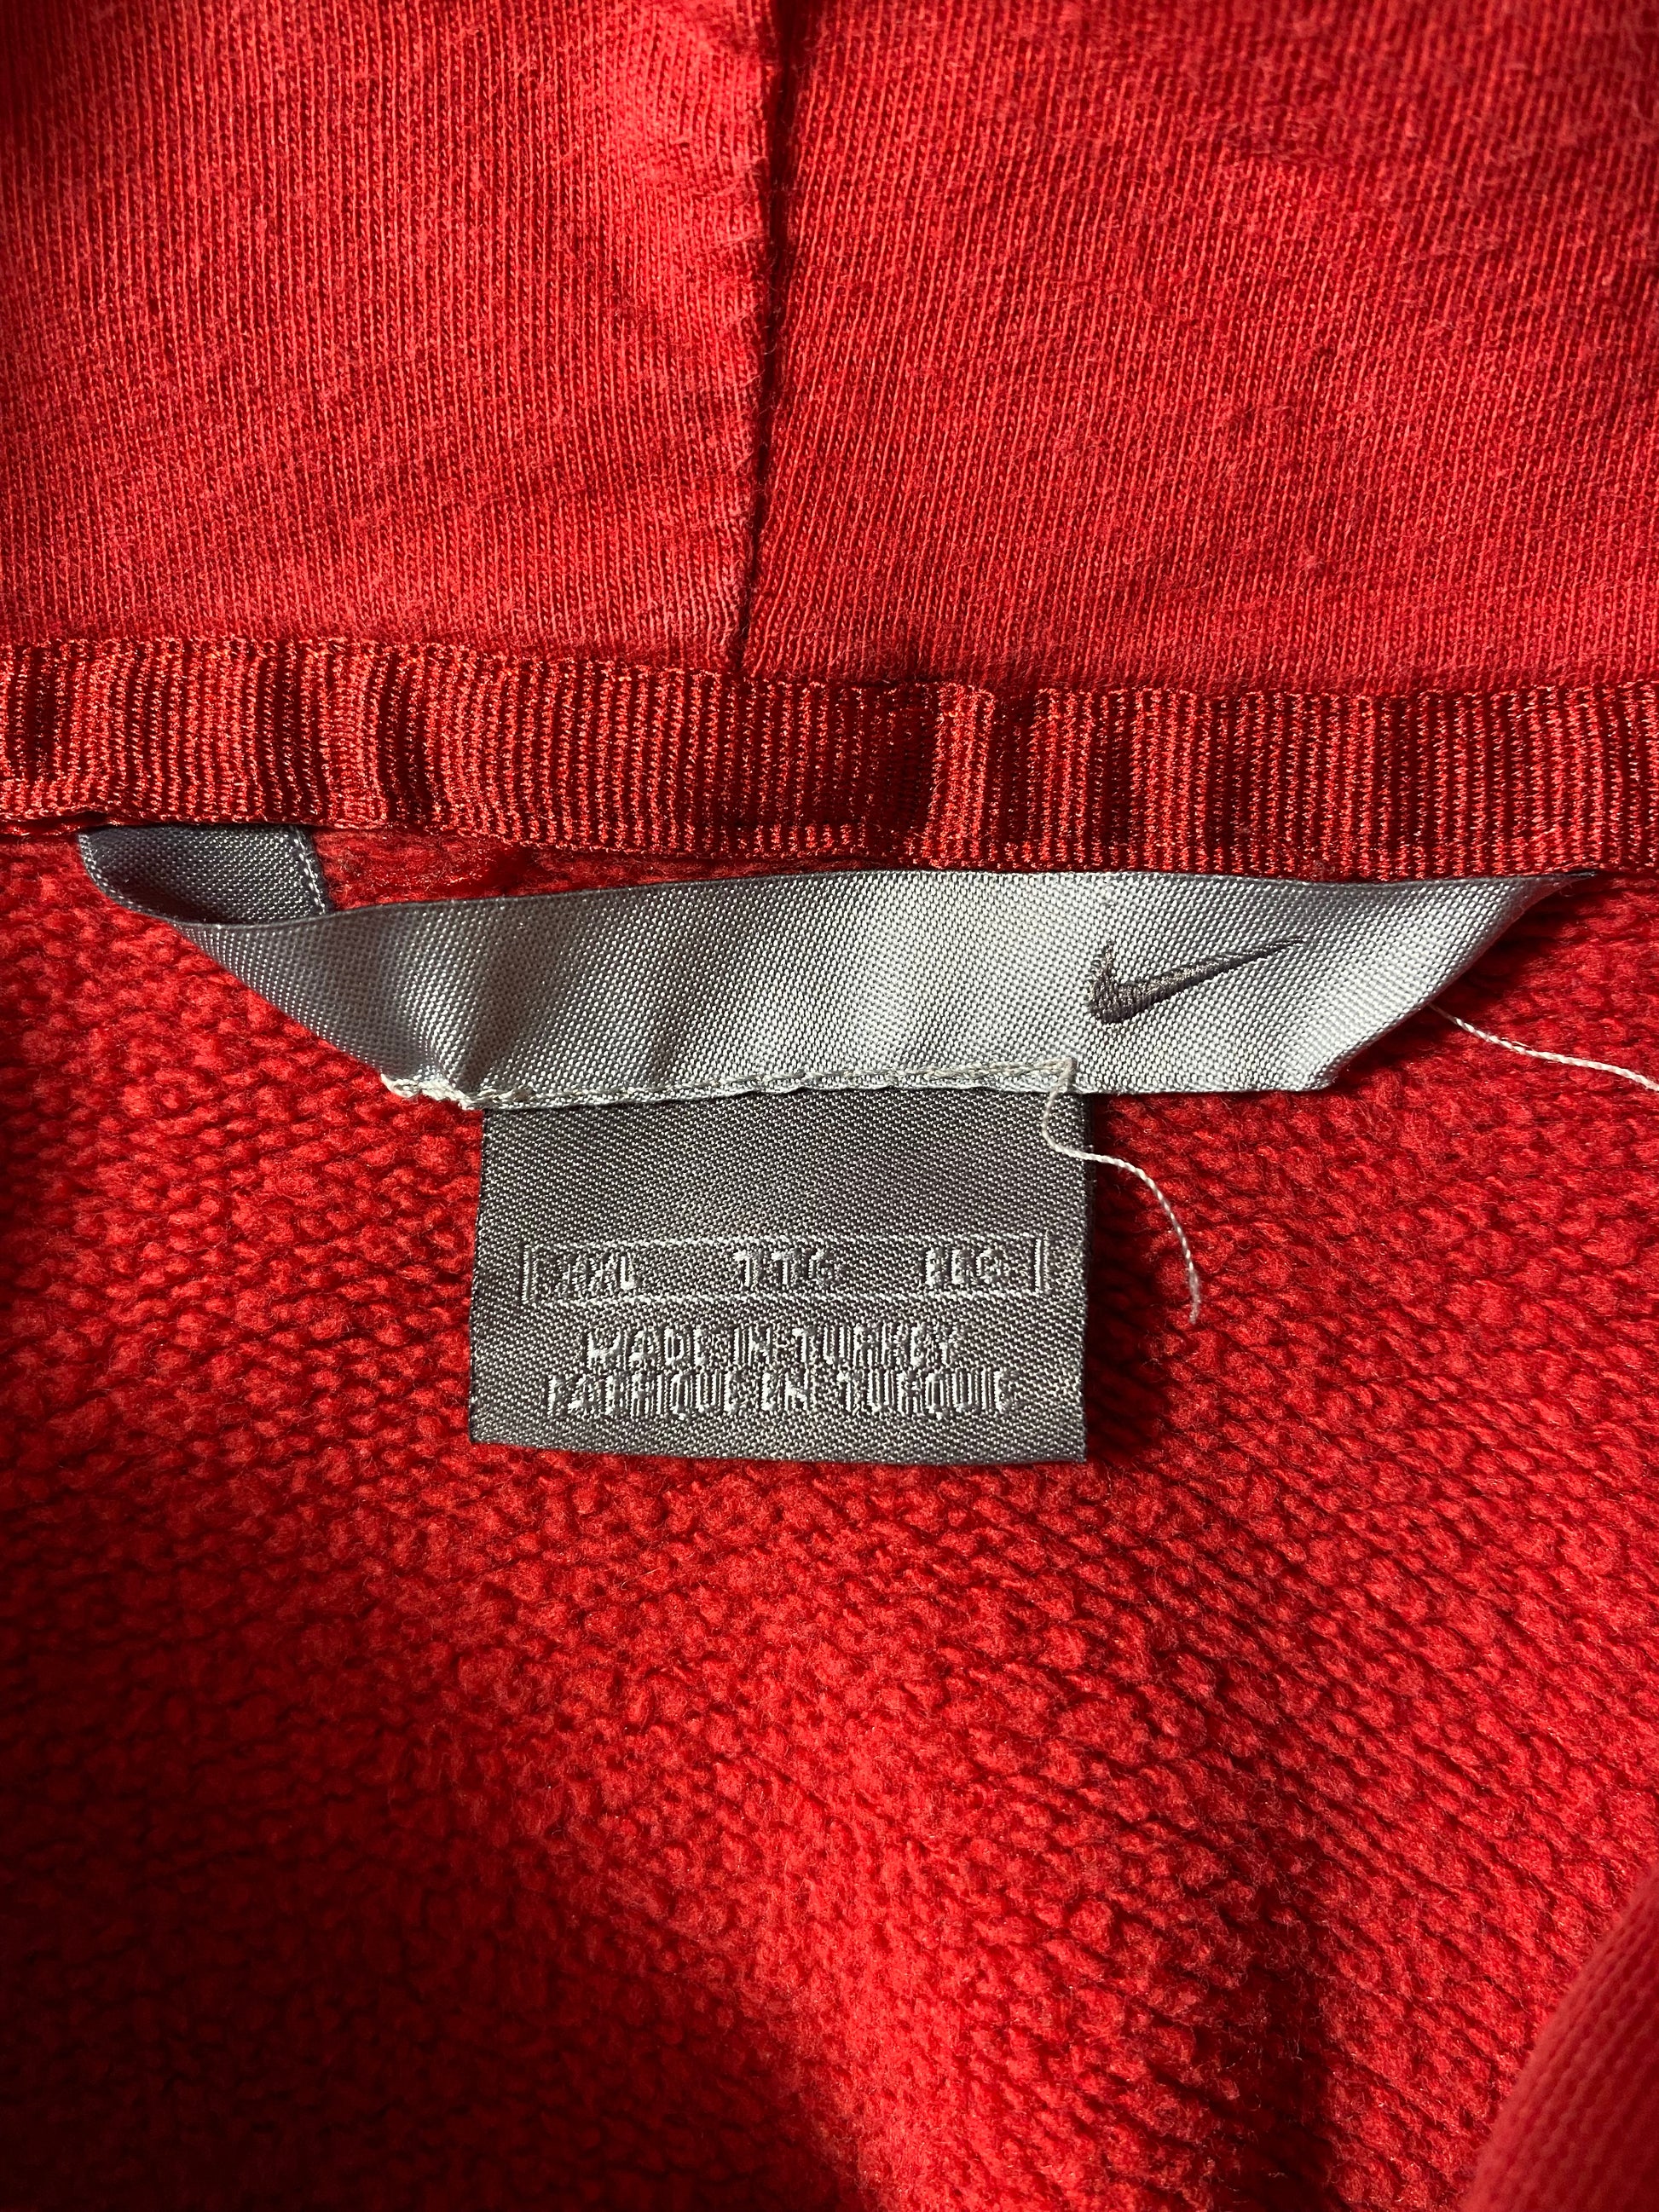 XXL TTG EEG
MADE IN TURKEY
FABRIQUE EN TURQUIE